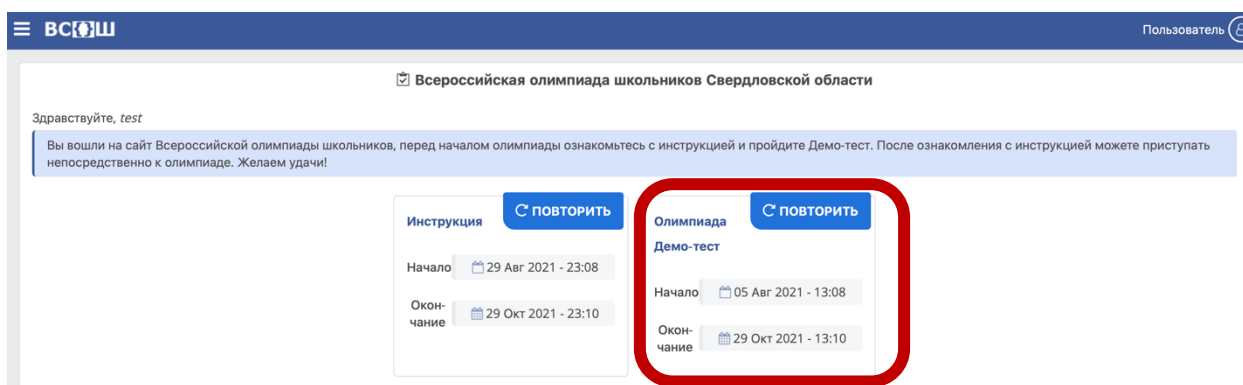 ВСОШ
Пользователь
Всероссийская олимпиада школьников Свердловской области
Здравствуйте, test
Вы вошли на сайт Всероссийской олимпиады школьников, перед началом олимпиады ознакомьтесь с инструкцией и пройдите Демо-тест. После ознакомления с инструкцией можете приступать
непосредственно к олимпиаде. Желаем удачи!
Инструкция
ПОВТОРИТЬ
Начало 29 Авг 2021 - 23:08
Окон-
чание 29 Окт 2021 - 23:10
Олимпиада
ПОВТОРИТЬ
Демо-тест
Начало 05 Авг 2021 - 13:08
Окон-
чание 29 Окт 2021 - 13:10